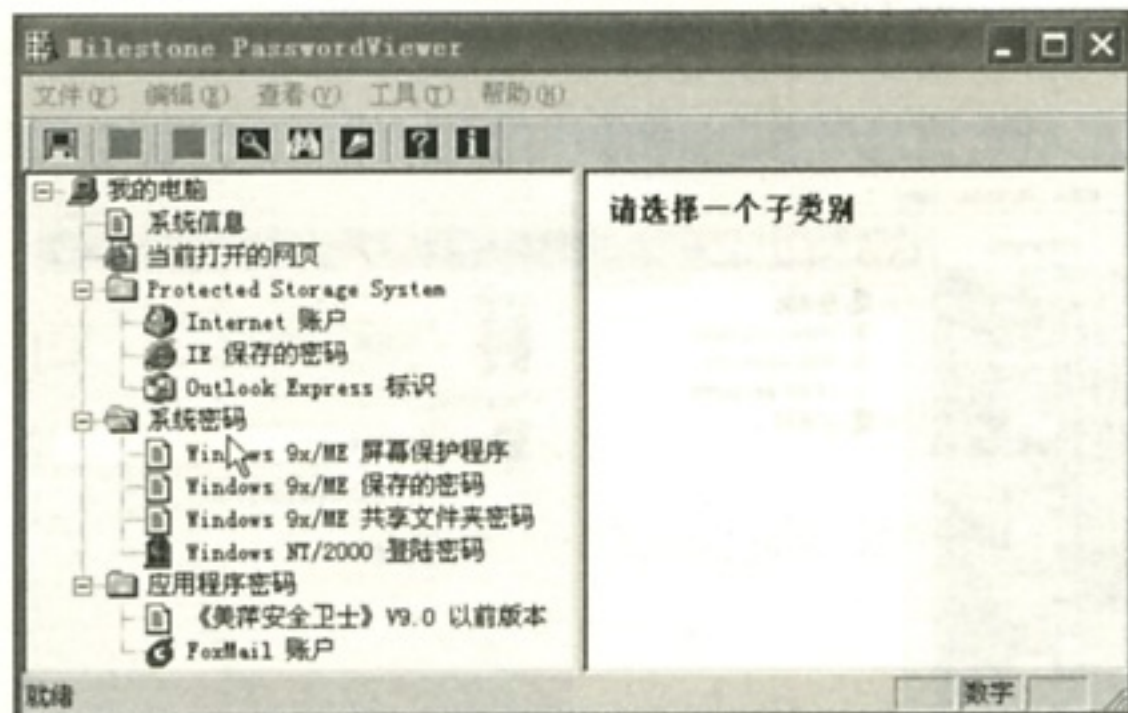 Milestone PasswordViewer
文件(F) 编辑(E) 查看(V) 工具(T) 帮助(H)
我的电脑
系统信息
当前打开的网页
Protected Storage System
Internet 账户
IE 保存的密码
Outlook Express 标识
系统密码
Windows 9x/ME 屏幕保护程序
Windows 9x/ME 保存的密码
Windows 9x/ME 共享文件夹密码
Windows NT/2000 登陆密码
应用程序密码
《美萍安全卫士》V9.0 以前版本
FoxMail 账户
请选择一个子类别
就绪
数字